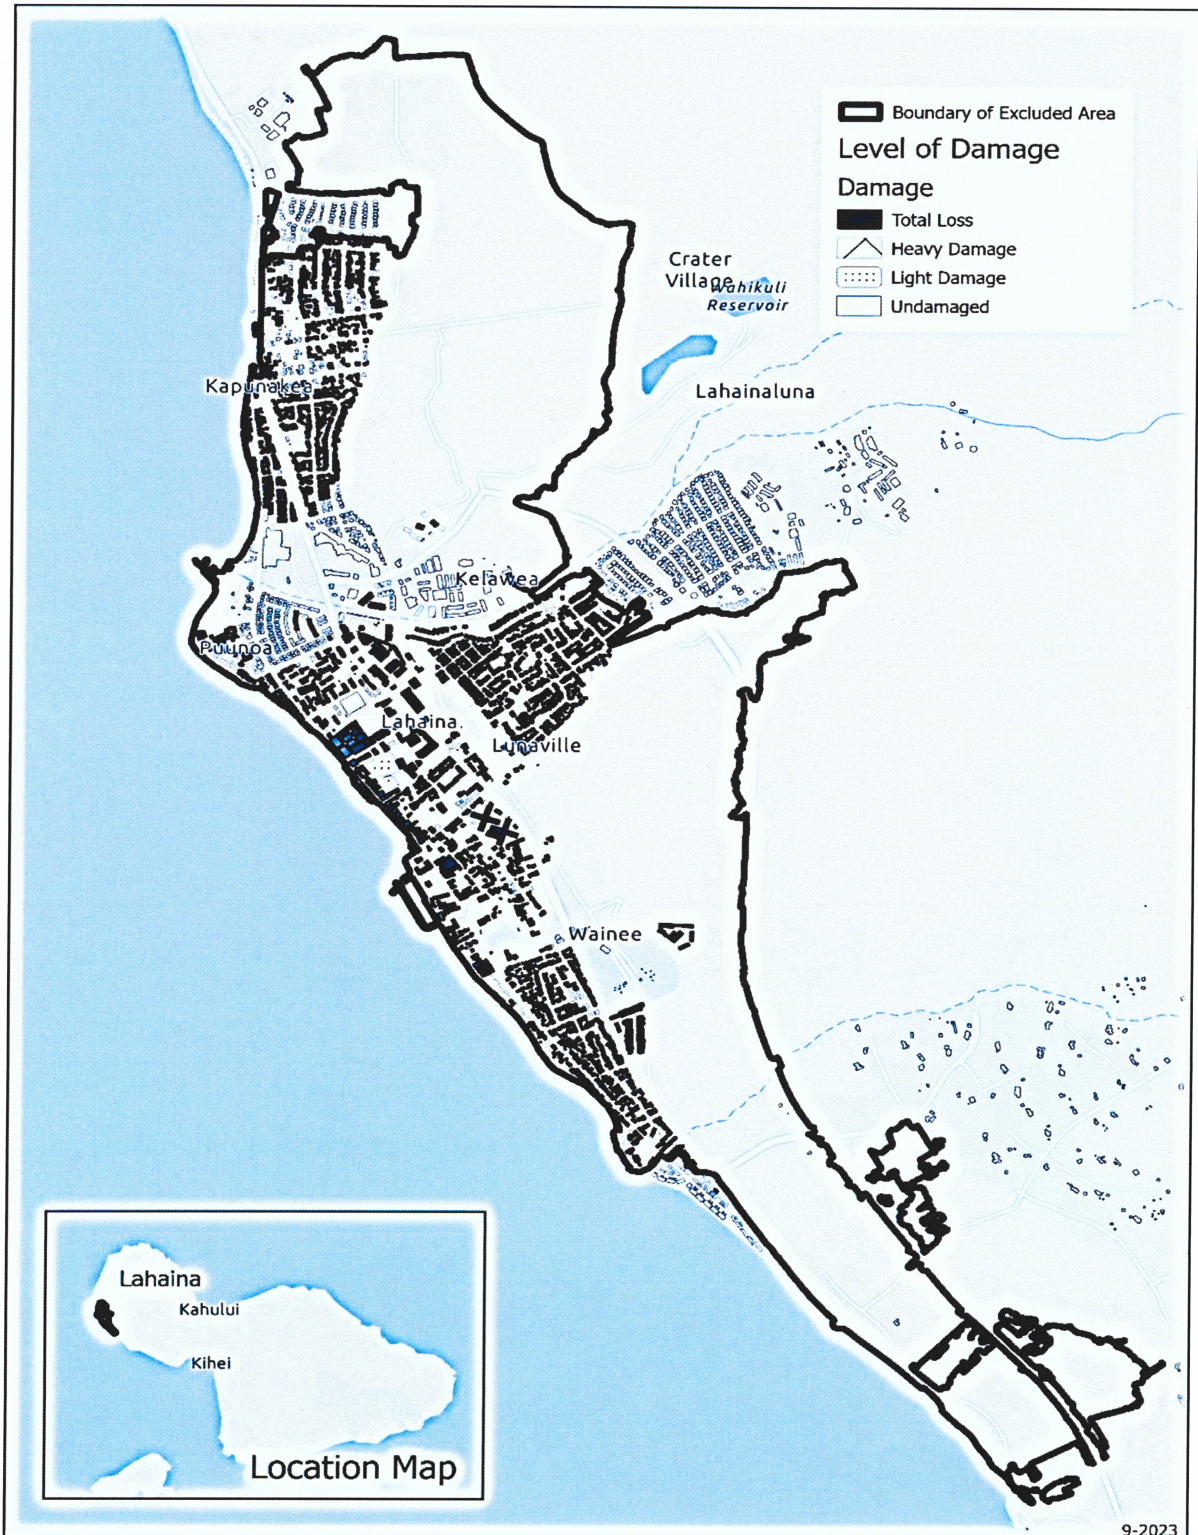 Boundary of Excluded Area
Level of Damage
Damage
Total Loss
Heavy Damage
Light Damage
Undamaged
Crater
Village
Wahikuli
Reservoir
Lahainaluna
Kapunakea
Kelawea
Puunoa
Lahaina
Lunaville
Wainee
Lahaina
Kahului
Kihei
Location Map
9-2023